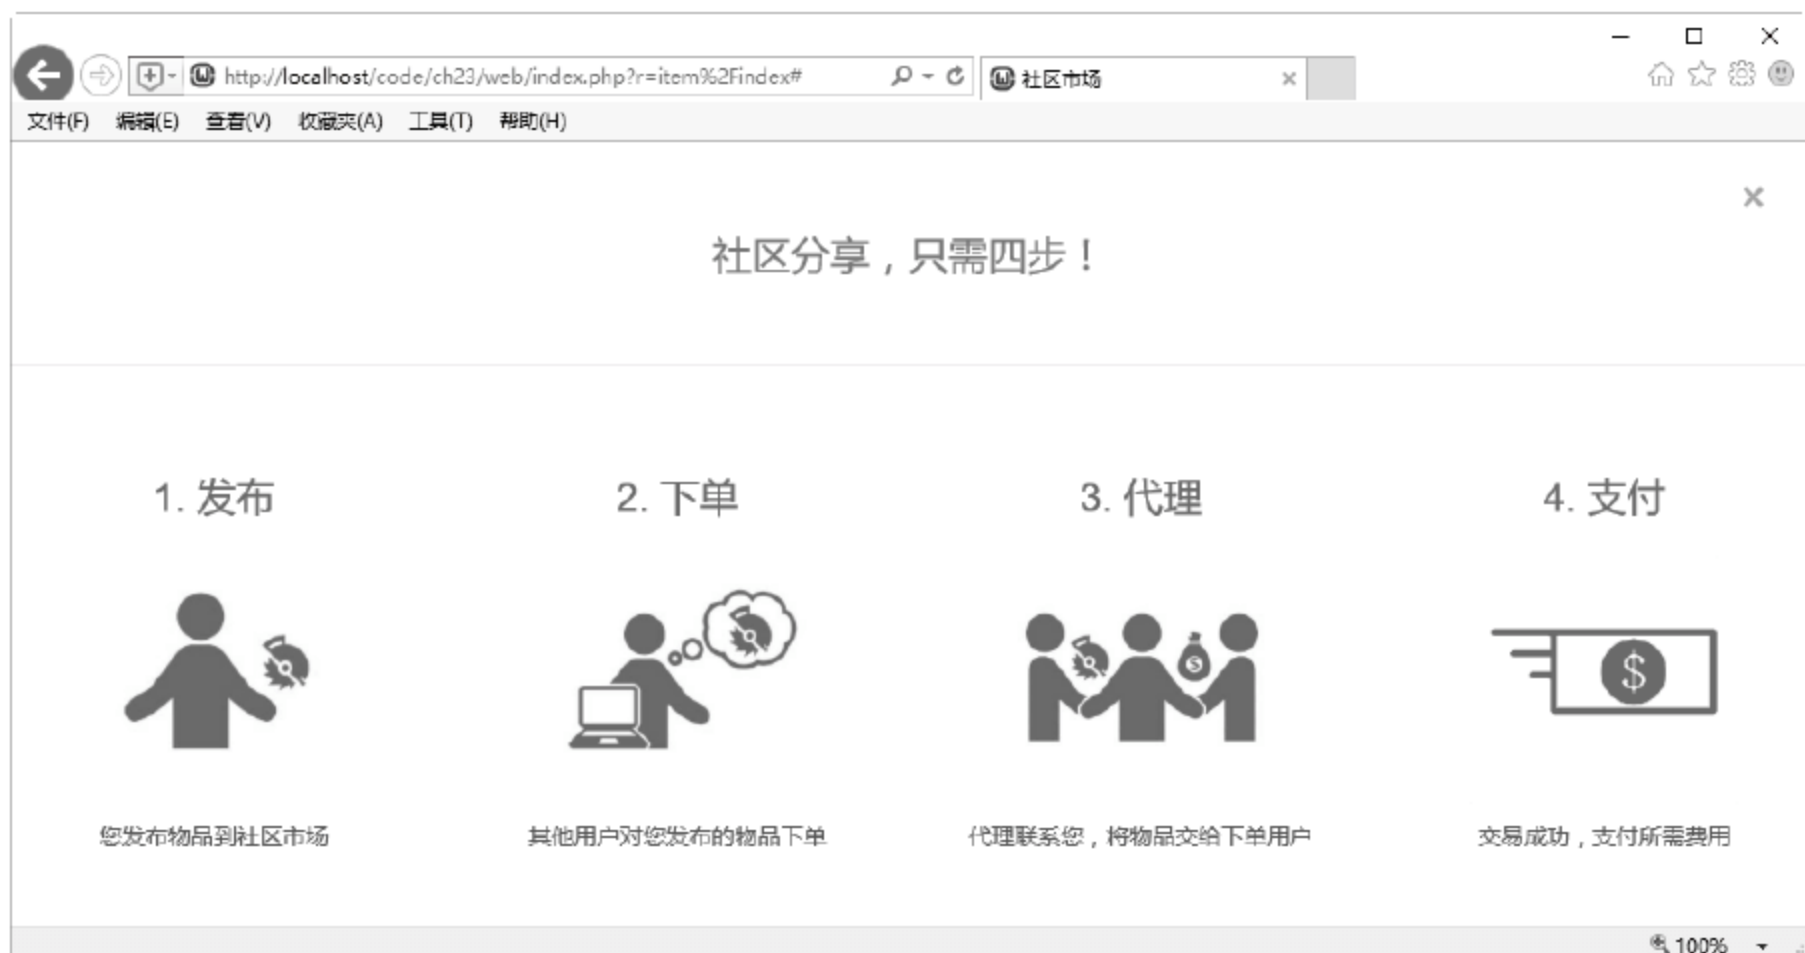 http://localhost/code/ch23/web/index.php?r=item%2Findex#
社区市场
文件(F) 编辑(E) 查看(V) 收藏夹(A) 工具(T) 帮助(H)
社区分享，只需四步！
1. 发布 2. 下单 3. 代理 4. 支付
您发布物品到社区市场 其他用户对您发布的物品下单 代理联系您，将物品交给下单用户 交易成功，支付所需费用
100%